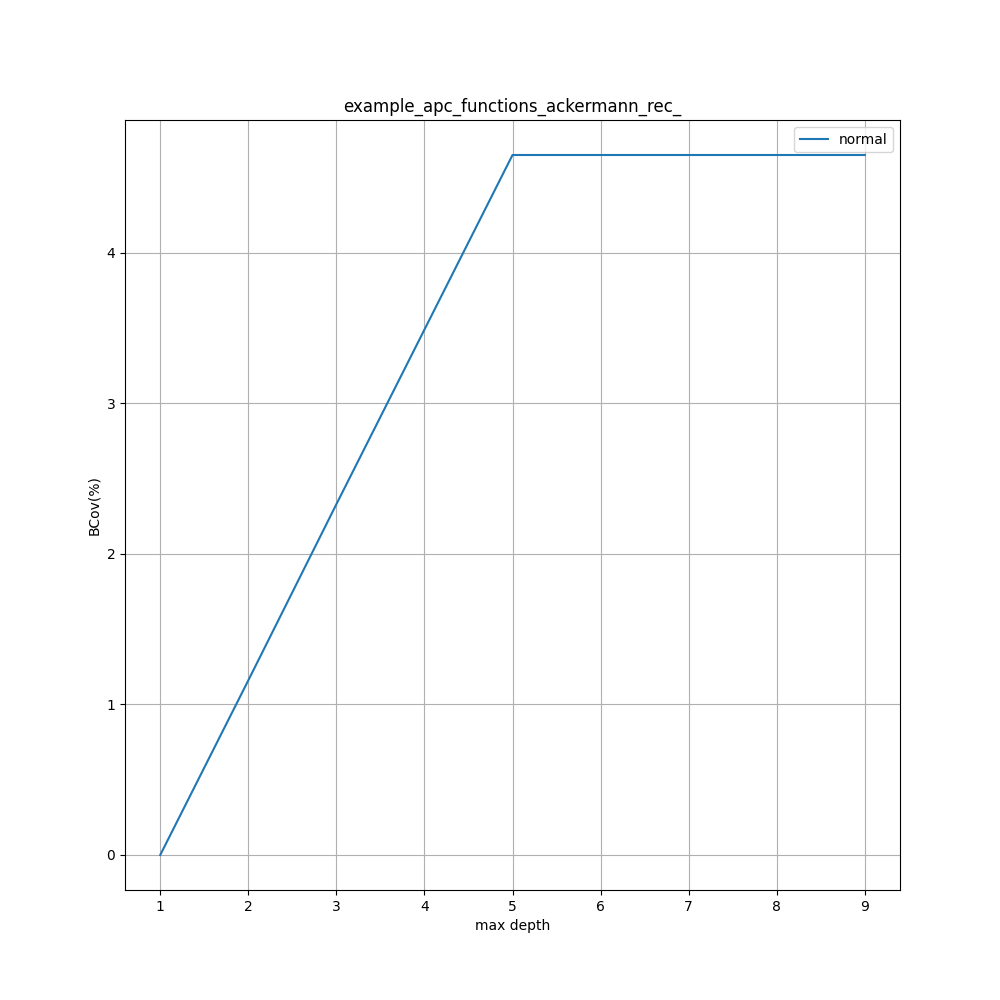 example_apc_functions_ackermann_rec_
normal
4
3
2
1
0
BCov(%)
1 2 3 4 5 6 7 8 9
max depth